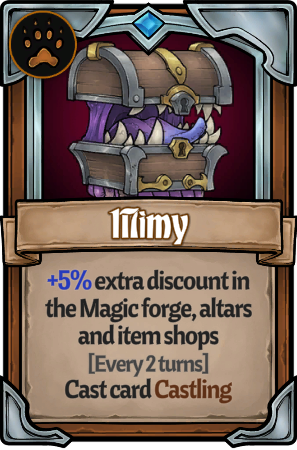 Mimy
+5% extra discount in
the Magic forge, altars
and item shops
[Every 2 turns]
Cast card Castling